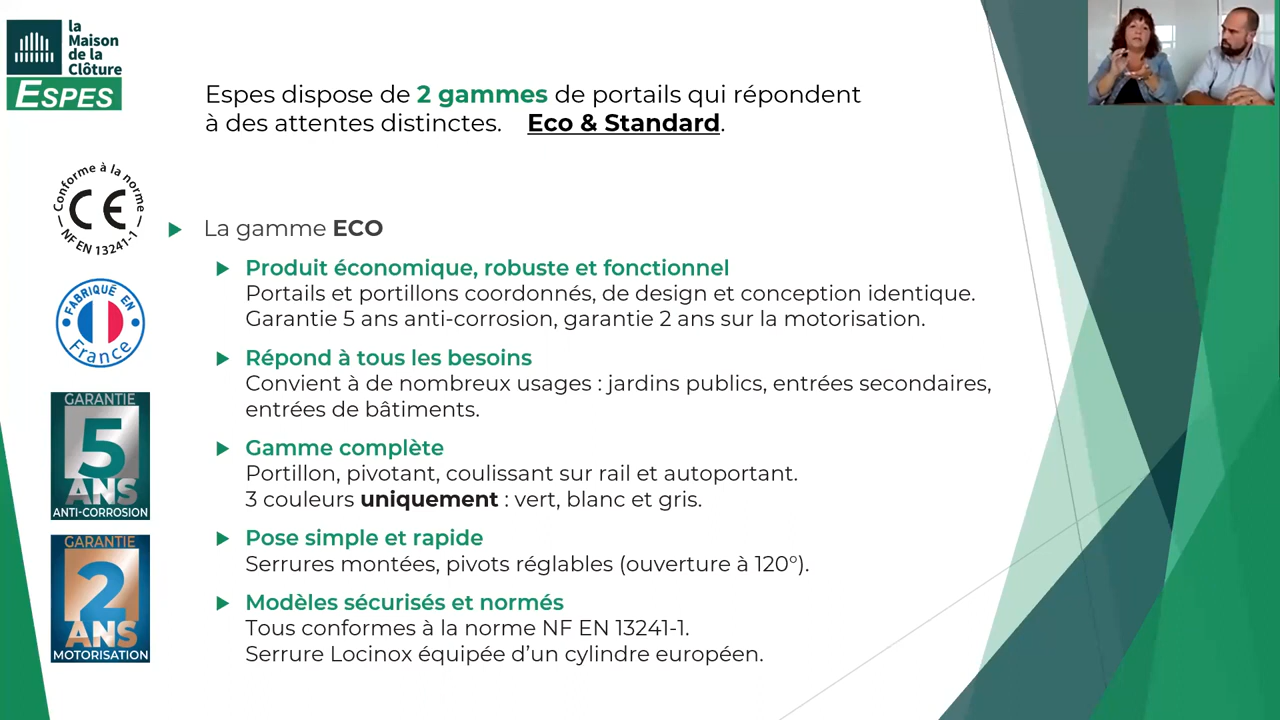 la
Maison
de la
Clôture
ESPES
Espes dispose de 2 gammes de portails qui répondent
à des attentes distinctes. Eco & Standard.
Conforme à la norme
CE
NF EN 13241-1
FABRIQUÉ EN
France
GARANTIE
5
ANS
ANTI-CORROSION
GARANTIE
2
ANS
MOTORISATION
La gamme ECO
Produit économique, robuste et fonctionnel
Portails et portillons coordonnés, de design et conception identique.
Garantie 5 ans anti-corrosion, garantie 2 ans sur la motorisation.
Répond à tous les besoins
Convient à de nombreux usages : jardins publics, entrées secondaires,
entrées de bâtiments.
Gamme complète
Portillon, pivotant, coulissant sur rail et autoportant.
3 couleurs uniquement : vert, blanc et gris.
Pose simple et rapide
Serrures montées, pivots réglables (ouverture à 120°).
Modèles sécurisés et normés
Tous conformes à la norme NF EN 13241-1.
Serrure Locinox équipée d’un cylindre européen.